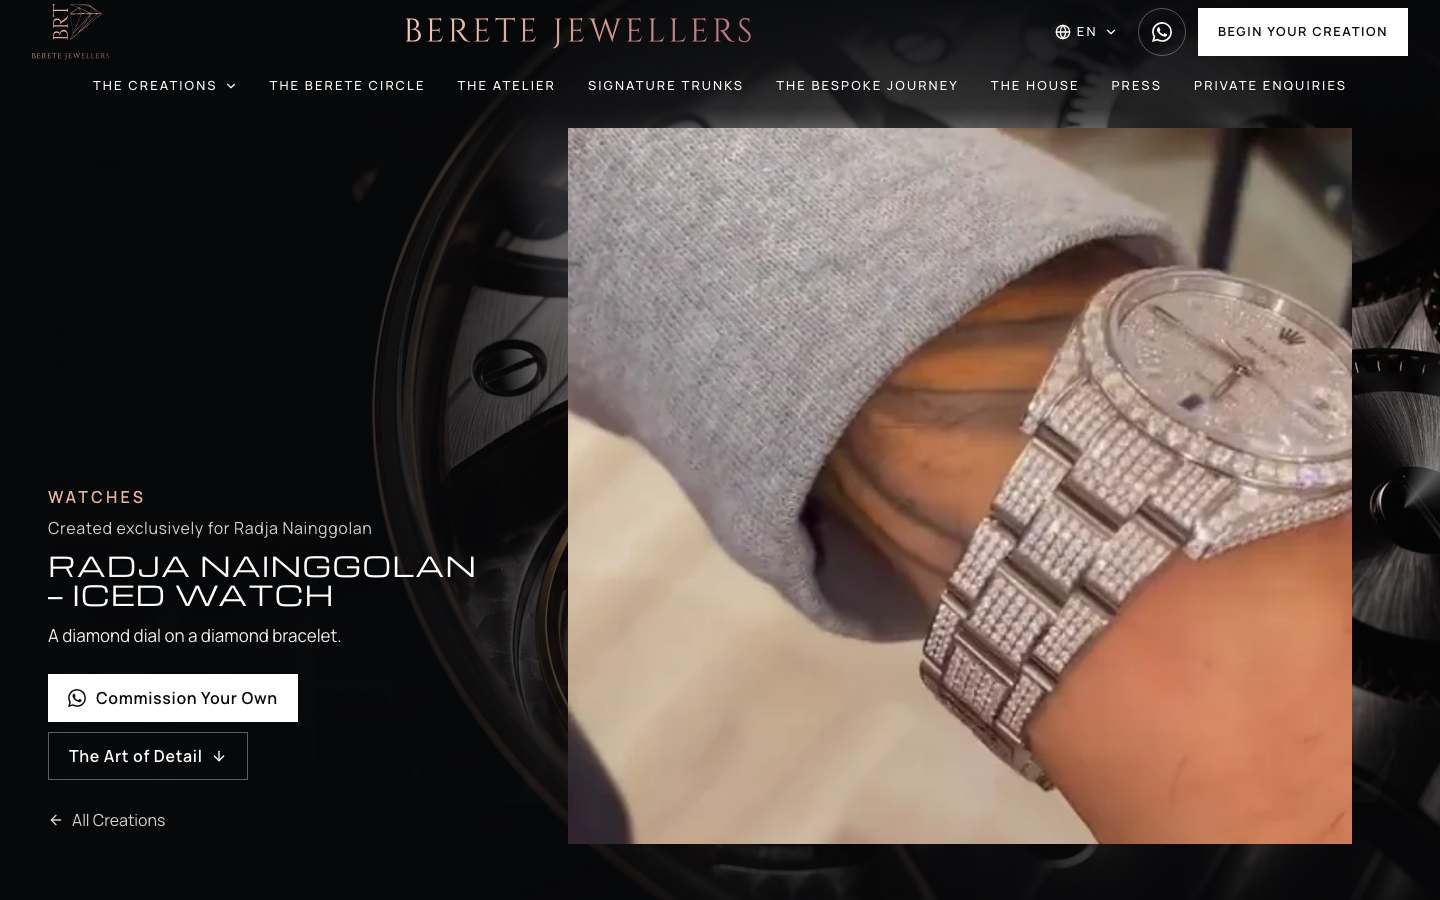 BRT
BERETE JEWELLERS
BERETE JEWELLERS
EN
BEGIN YOUR CREATION
THE CREATIONS
THE BERETE CIRCLE
THE ATELIER
SIGNATURE TRUNKS
THE BESPOKE JOURNEY
THE HOUSE
PRESS
PRIVATE ENQUIRIES
WATCHES
Created exclusively for Radja Nainggolan
RADJA NAINGGOLAN
– ICED WATCH
A diamond dial on a diamond bracelet.
Commission Your Own
The Art of Detail
All Creations